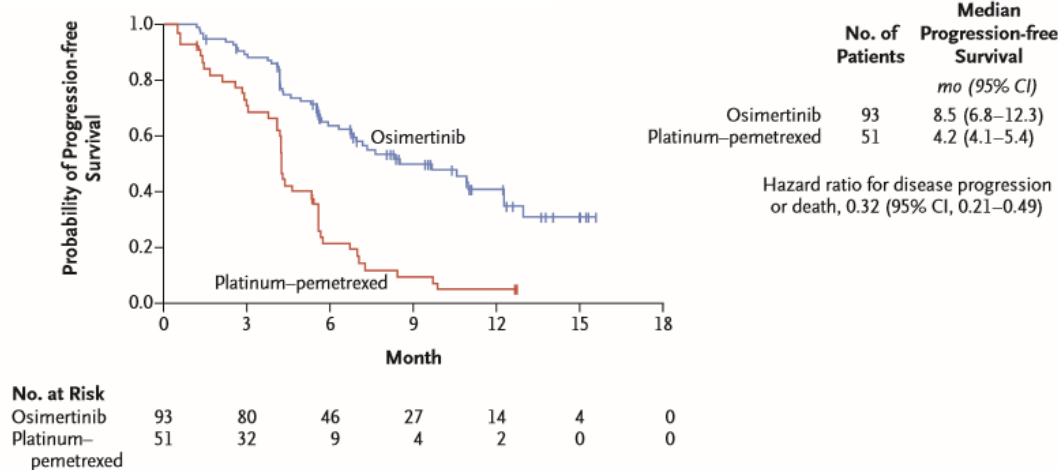 Probability of Progression-free
Survival
1.0
0.8
0.6
0.4
0.2
0.0
Osimertinib
Platinum–pemetrexed
0 3 6 9 12 15 18
Month
No. of
Patients
Median
Progression-free
Survival
mo (95% CI)
Osimertinib 93 8.5 (6.8–12.3)
Platinum–pemetrexed 51 4.2 (4.1–5.4)
Hazard ratio for disease progression
or death, 0.32 (95% CI, 0.21–0.49)
No. at Risk
Osimertinib 93 80 46 27 14 4 0
Platinum– 51 32 9 4 2 0 0
pemetrexed